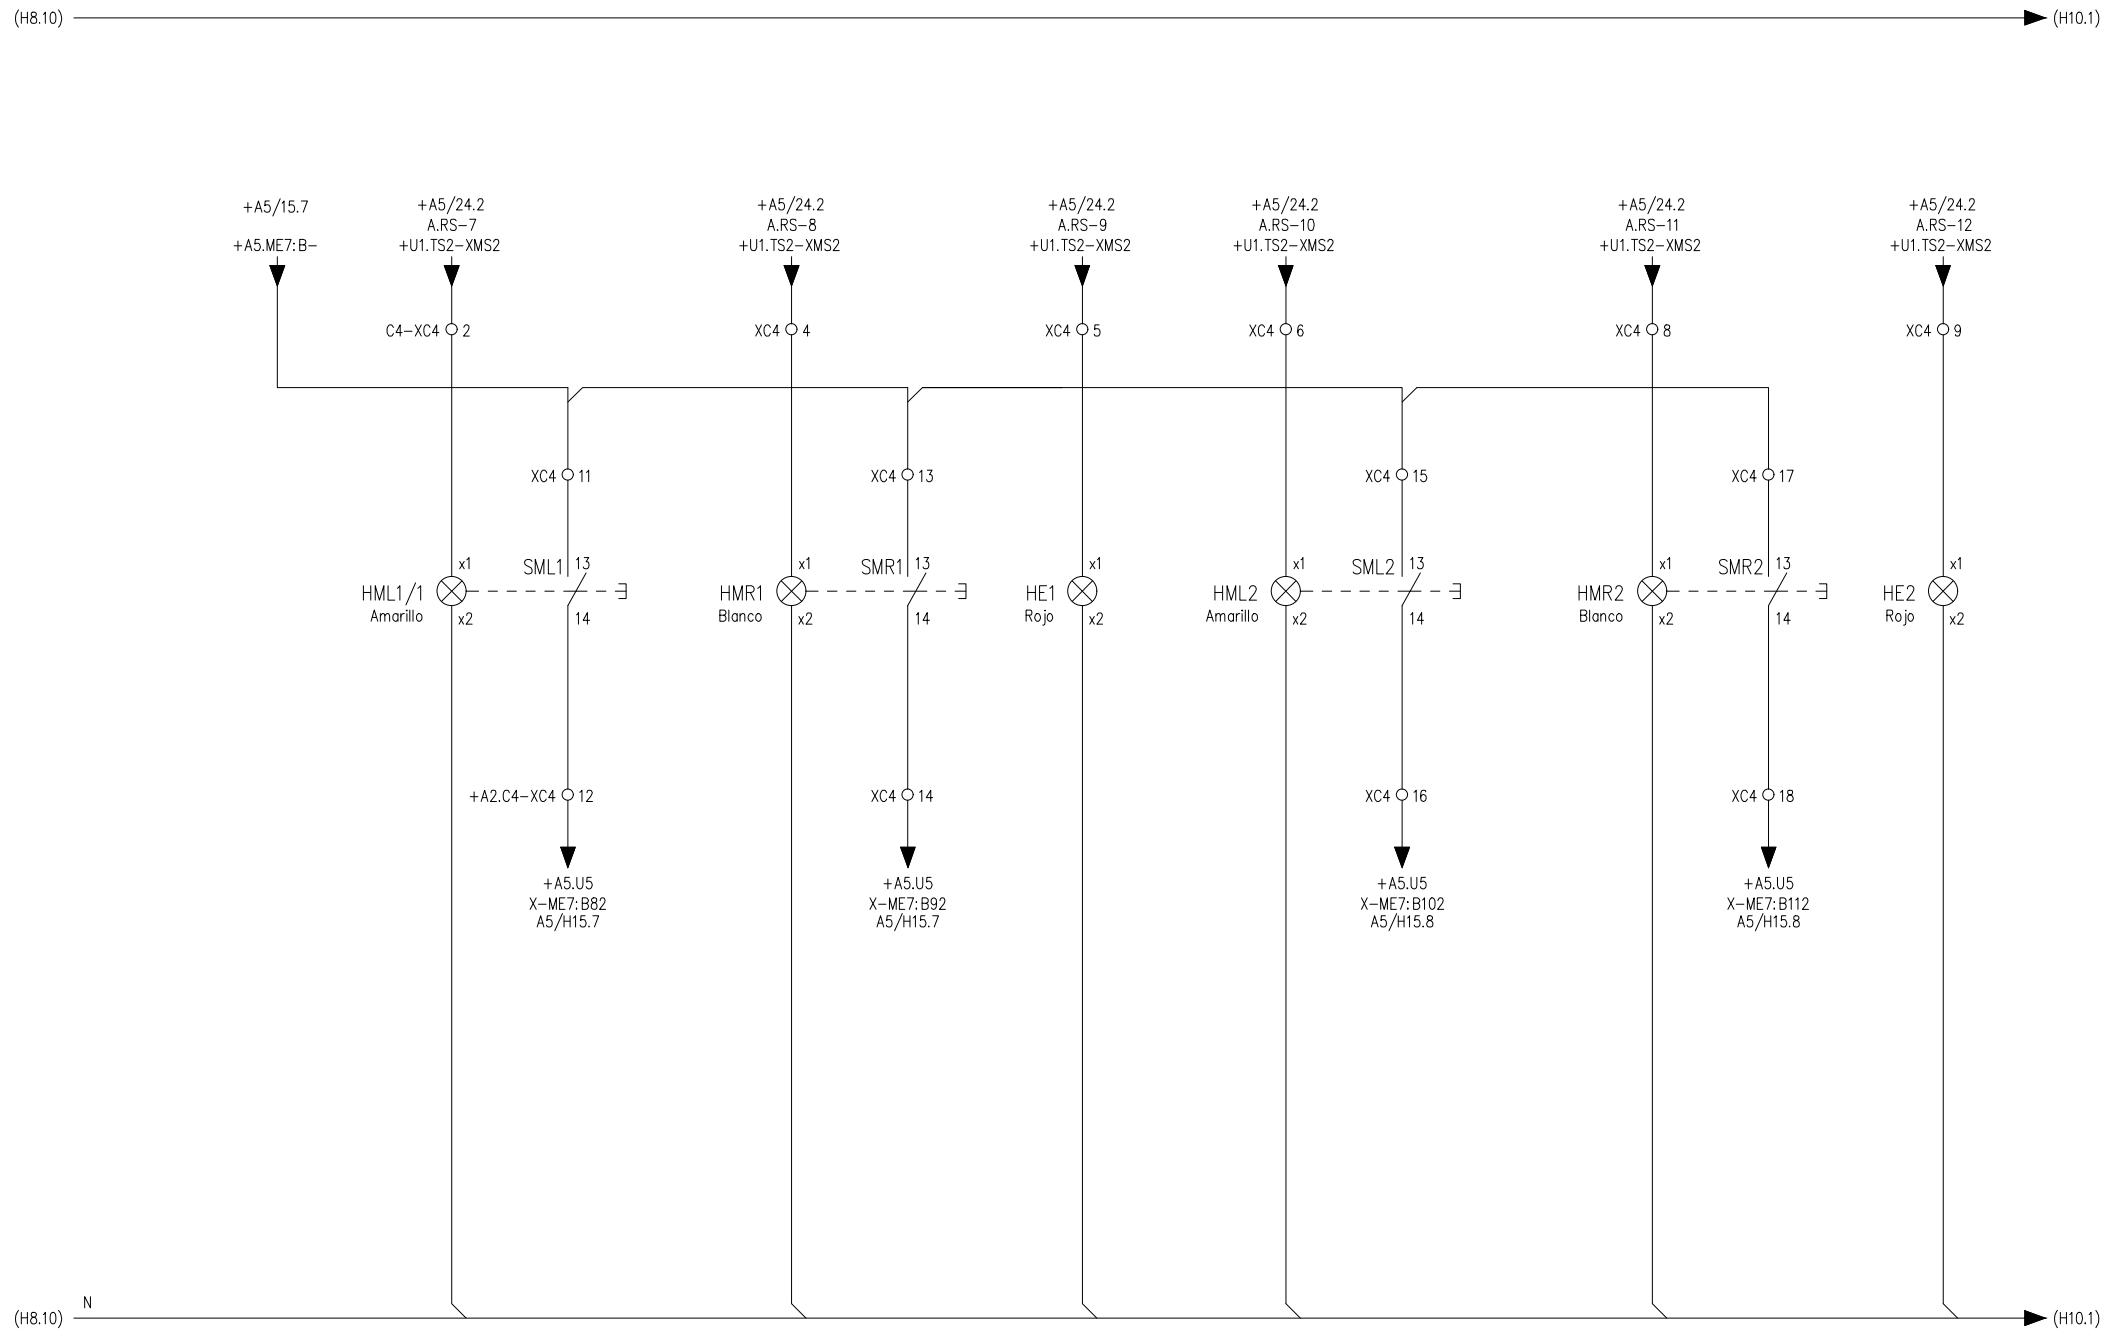 (H8.10)
(H10.1)
+A5/15.7
+A5.ME7:B-
+A5/24.2
A.RS-7
+U1.TS2-XMS2
+A5/24.2
A.RS-8
+U1.TS2-XMS2
+A5/24.2
A.RS-9
+U1.TS2-XMS2
+A5/24.2
A.RS-10
+U1.TS2-XMS2
+A5/24.2
A.RS-11
+U1.TS2-XMS2
+A5/24.2
A.RS-12
+U1.TS2-XMS2
C4-XC4 2
XC4 4
XC4 5
XC4 6
XC4 8
XC4 9
XC4 11
XC4 13
XC4 15
XC4 17
x1
HML1/1
Amarillo
x2
SML1 13
14
x1
HMR1
Blanco
x2
SMR1 13
14
x1
HE1
Rojo
x2
x1
HML2
Amarillo
x2
SML2 13
14
x1
HMR2
Blanco
x2
SMR2 13
14
x1
HE2
Rojo
x2
+A2.C4-XC4 12
XC4 14
XC4 16
XC4 18
+A5.U5
X-ME7:B82
A5/H15.7
+A5.U5
X-ME7:B92
A5/H15.7
+A5.U5
X-ME7:B102
A5/H15.8
+A5.U5
X-ME7:B112
A5/H15.8
N
(H8.10)
(H10.1)